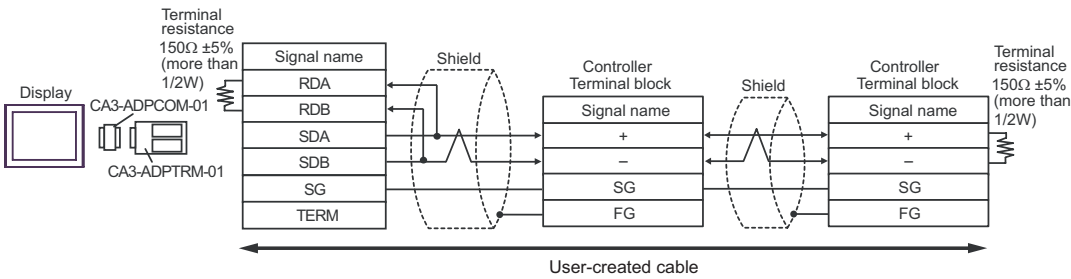 Display
CA3-ADPCOM-01
CA3-ADPTRM-01
Terminal
resistance
150Ω ±5%
(more than
1/2W)
Signal name
RDA
RDB
SDA
SDB
SG
TERM
Shield
Controller
Terminal block
Signal name
+
–
SG
FG
Shield
Controller
Terminal block
Signal name
+
–
SG
FG
Terminal
resistance
150Ω ±5%
(more than
1/2W)
User-created cable